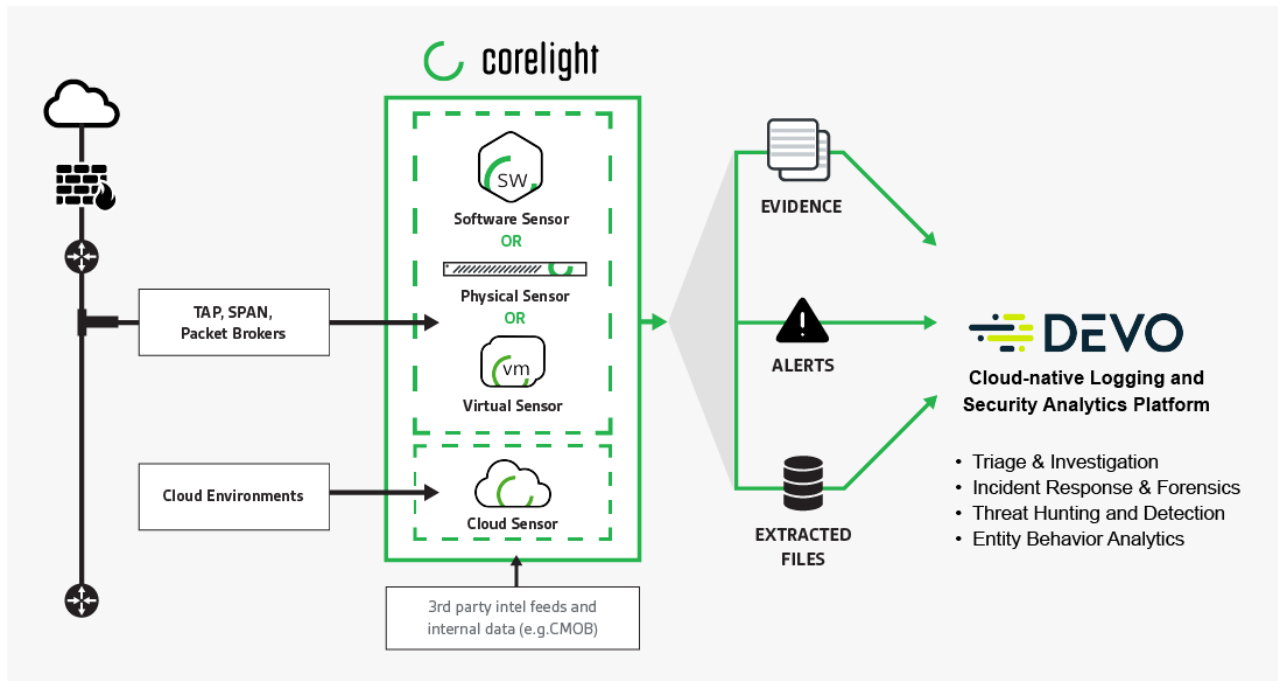 corelight
SW
Software Sensor
OR
Physical Sensor
OR
vm
Virtual Sensor
Cloud Sensor
TAP, SPAN,
Packet Brokers
Cloud Environments
3rd party intel feeds and
internal data (e.g.CMOB)
EVIDENCE
ALERTS
EXTRACTED
FILES
DEVO
Cloud-native Logging and
Security Analytics Platform
• Triage & Investigation
• Incident Response & Forensics
• Threat Hunting and Detection
• Entity Behavior Analytics